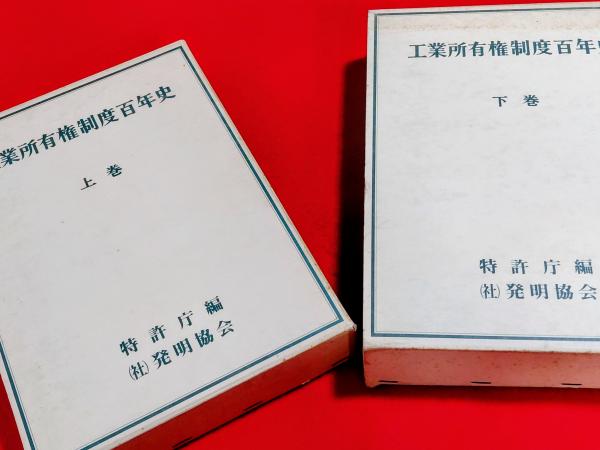 業所有権制度百年史
上巻
特許庁編
(社)発明協会
工業所有権制度百年史
下巻
特許庁編
(社)発明協会